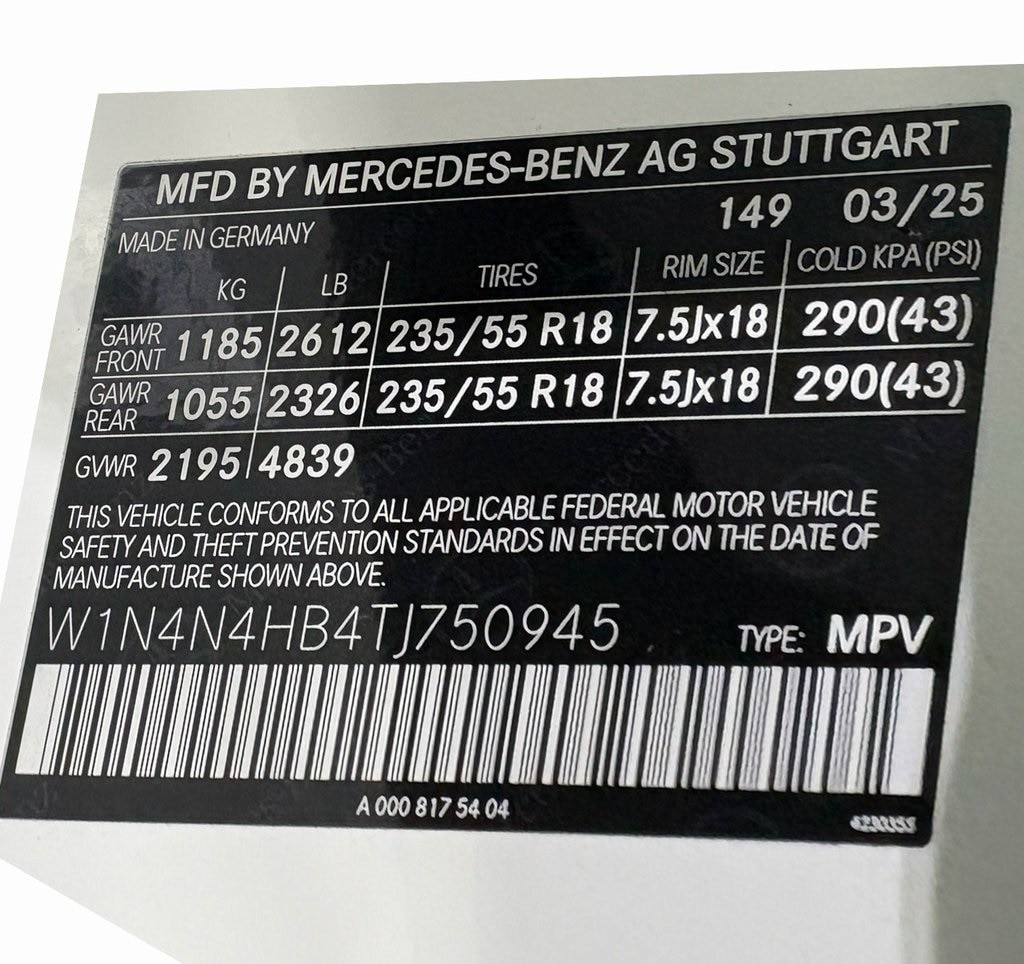 MFD BY MERCEDES-BENZ AG STUTTGART
149 03/25
MADE IN GERMANY
KG LB TIRES RIM SIZE COLD KPA (PSI)
GAWR FRONT 1185 2612 235/55 R18 7.5Jx18 290(43)
GAWR REAR 1055 2326 235/55 R18 7.5Jx18 290(43)
GVWR 2195 4839
THIS VEHICLE CONFORMS TO ALL APPLICABLE FEDERAL MOTOR VEHICLE
SAFETY AND THEFT PREVENTION STANDARDS IN EFFECT ON THE DATE OF
MANUFACTURE SHOWN ABOVE.
W1N4N4HB4TJ750945 TYPE: MPV
A 000 817 54 04